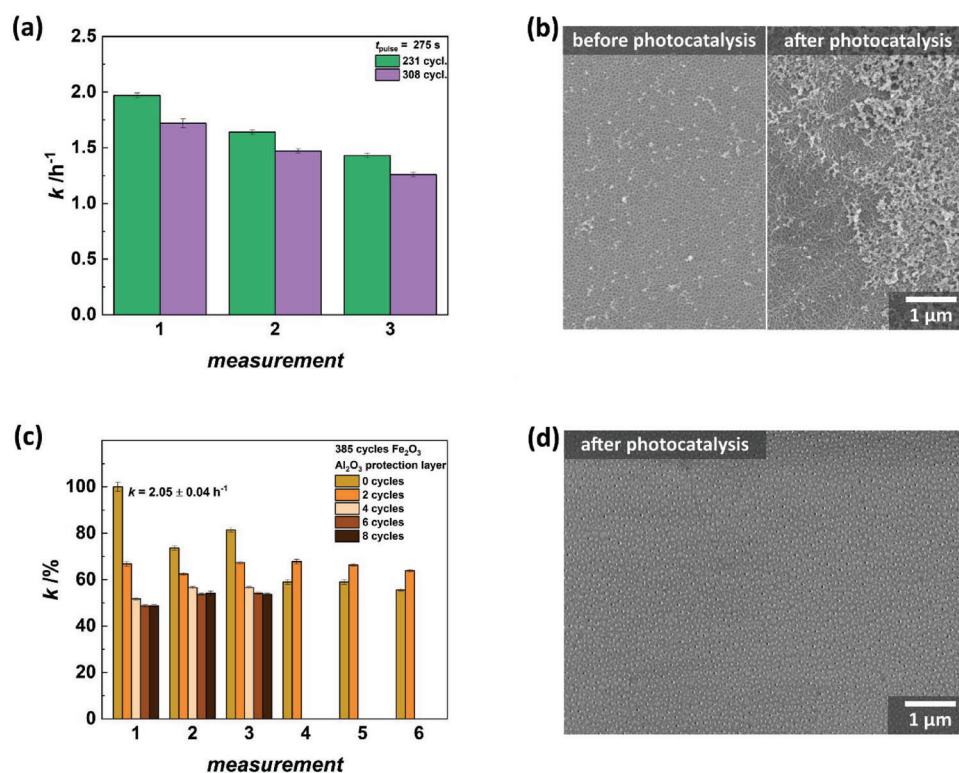 (a)
2.5
2.0
1.5
1.0
0.5
0.0
k /h⁻¹
t_pulse = 275 s
231 cycl.
308 cycl.
1 2 3
measurement
(b)
before photocatalysis after photocatalysis
1 µm
(c)
100
80
60
40
20
0
k /%
k = 2.05 ± 0.04 h⁻¹
385 cycles Fe₂O₃
Al₂O₃ protection layer
0 cycles
2 cycles
4 cycles
6 cycles
8 cycles
1 2 3 4 5 6
measurement
(d)
after photocatalysis
1 µm